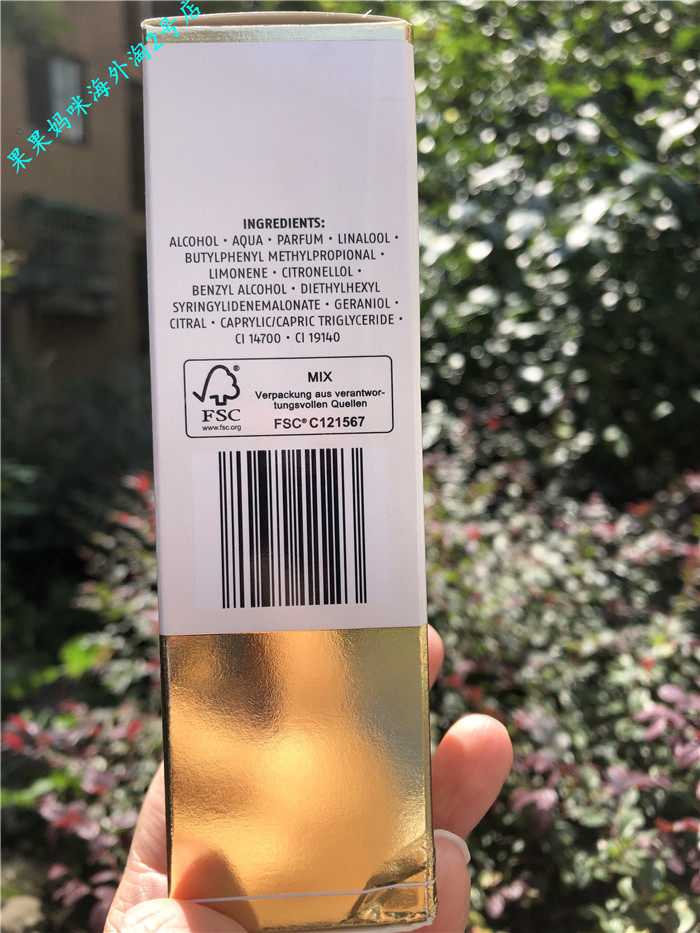 果果妈咪海外淘2号店
INGREDIENTS:
ALCOHOL · AQUA · PARFUM · LINALOOL ·
BUTYLPHENYL METHYLPROPIONAL ·
LIMONENE · CITRONELLOL ·
BENZYL ALCOHOL · DIETHYLHEXYL
SYRINGYLIDENEMALONATE · GERANIOL ·
CITRAL · CAPRYLIC/CAPRIC TRIGLYCERIDE ·
CI 14700 · CI 19140
FSC®
www.fsc.org
MIX
Verpackung aus verantwor-
tungsvollen Quellen
FSC® C121567